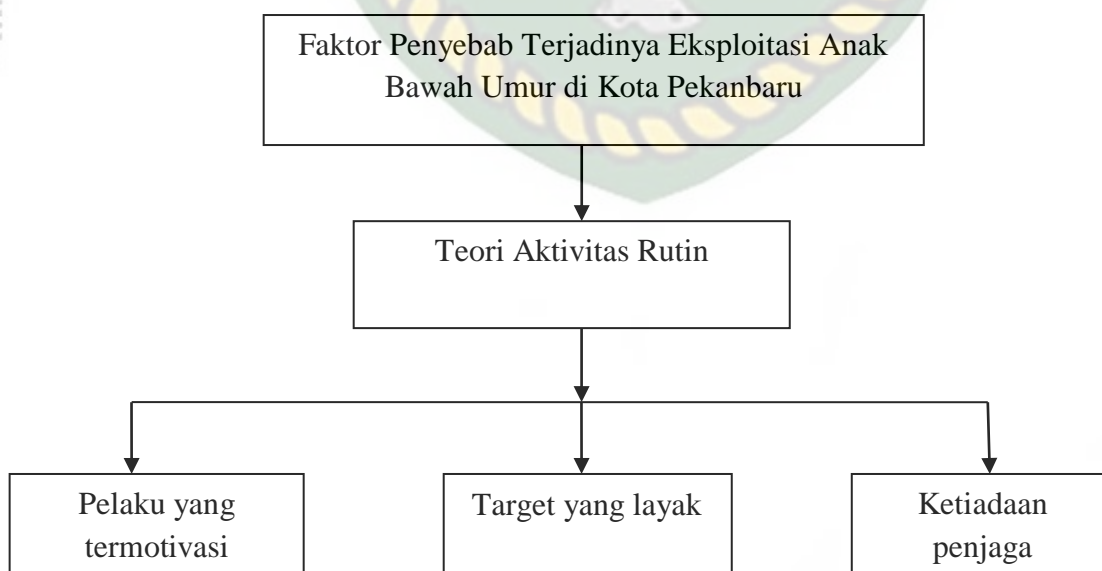 Faktor Penyebab Terjadinya Eksploitasi Anak
Bawah Umur di Kota Pekanbaru
Teori Aktivitas Rutin
Pelaku yang
termotivasi
Target yang layak
Ketiadaan
penjaga